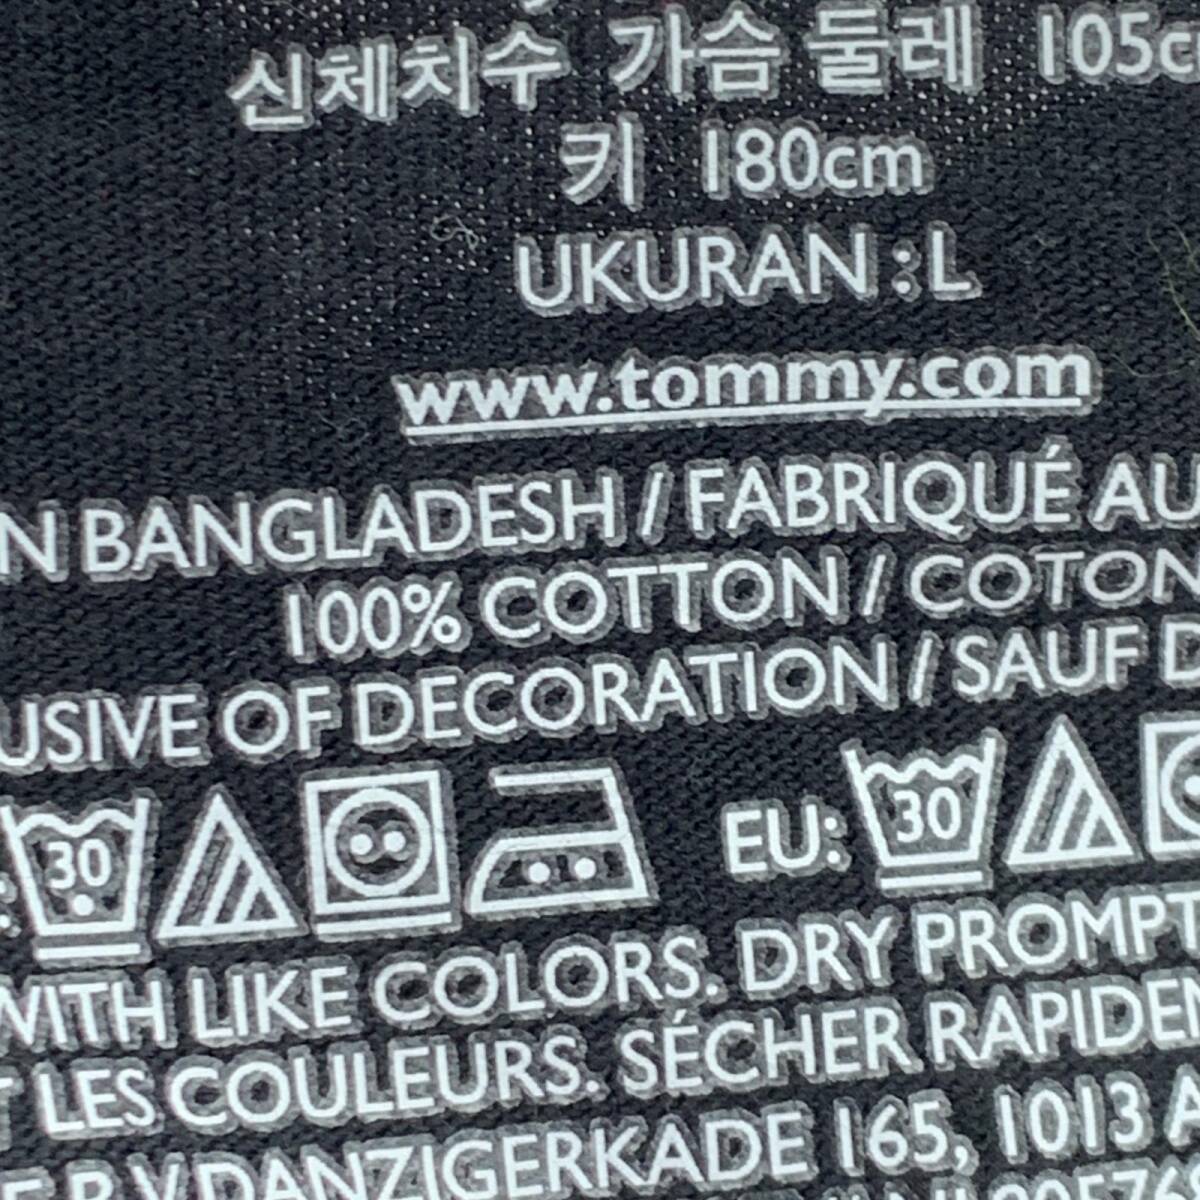 신체치수 가슴 둘레 105c
키 180cm
UKURAN : L
www.tommy.com
N BANGLADESH / FABRIQUÉ AU
100% COTTON / COTON
USIVE OF DECORATION / SAUF D
30 EU: 30
WITH LIKE COLORS. DRY PROMPT
T LES COULEURS. SÉCHER RAPIDEM
E B.V.DANZIGERKADE 165, 1013 A